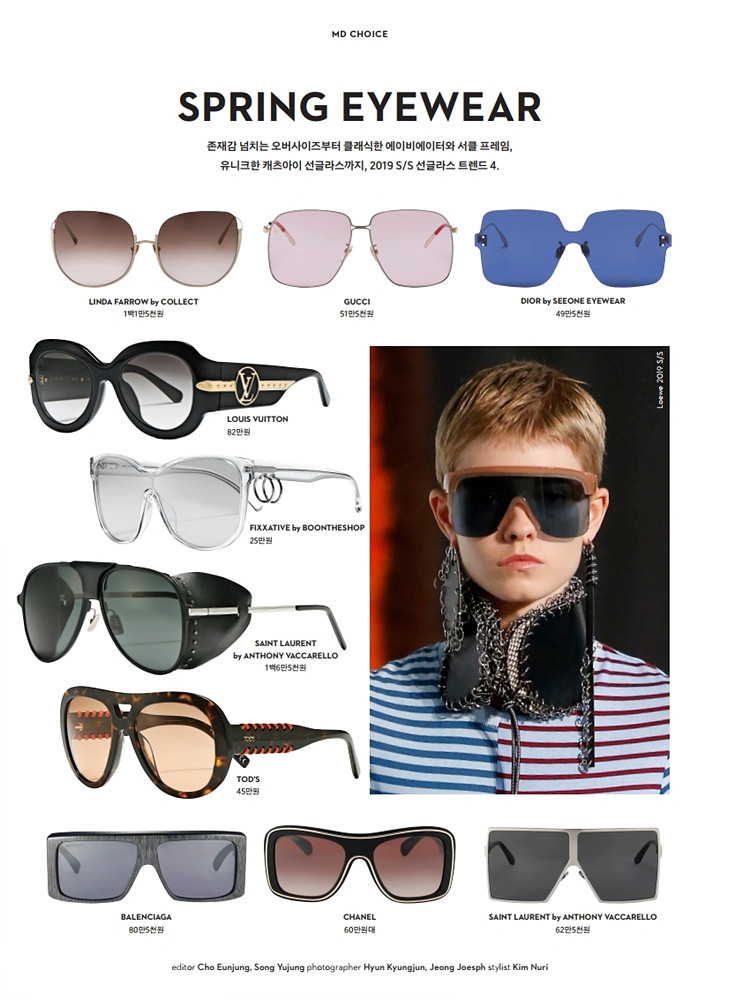 MD CHOICE
SPRING EYEWEAR
존재감 넘치는 오버사이즈부터 클래식한 에이비에이터와 서클 프레임,
유니크한 캐츠아이 선글라스까지, 2019 S/S 선글라스 트렌드 4.
LINDA FARROW by COLLECT
1백1만5천원
GUCCI
51만5천원
DIOR by SEEONE EYEWEAR
49만5천원
LV
LOUIS VUITTON
82만원
FIXXATIVE by BOONTHESHOP
25만원
SAINT LAURENT
by ANTHONY VACCARELLO
1백6만5천원
TOD'S
TOD'S
45만원
Loewe 2019 S/S
BALENCIAGA
80만5천원
CHANEL
60만원대
SAINT LAURENT by ANTHONY VACCARELLO
62만5천원
editor Cho Eunjung, Song Yujung photographer Hyun Kyungjun, Jeong Joesph stylist Kim Nuri